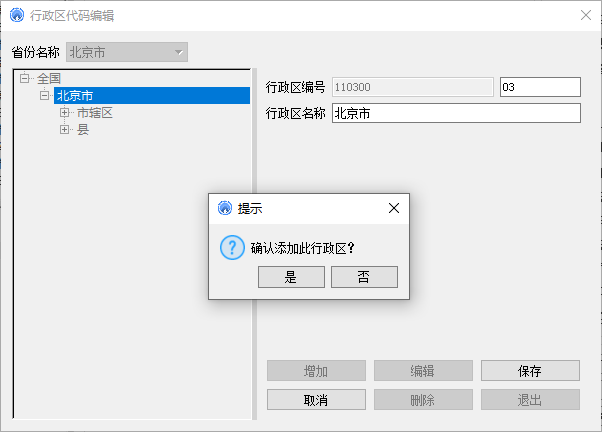 行政区代码编辑
省份名称 北京市
全国
北京市
市辖区
县
行政区编号 110300 03
行政区名称 北京市
提示
确认添加此行政区?
是 否
增加 编辑 保存
取消 删除 退出